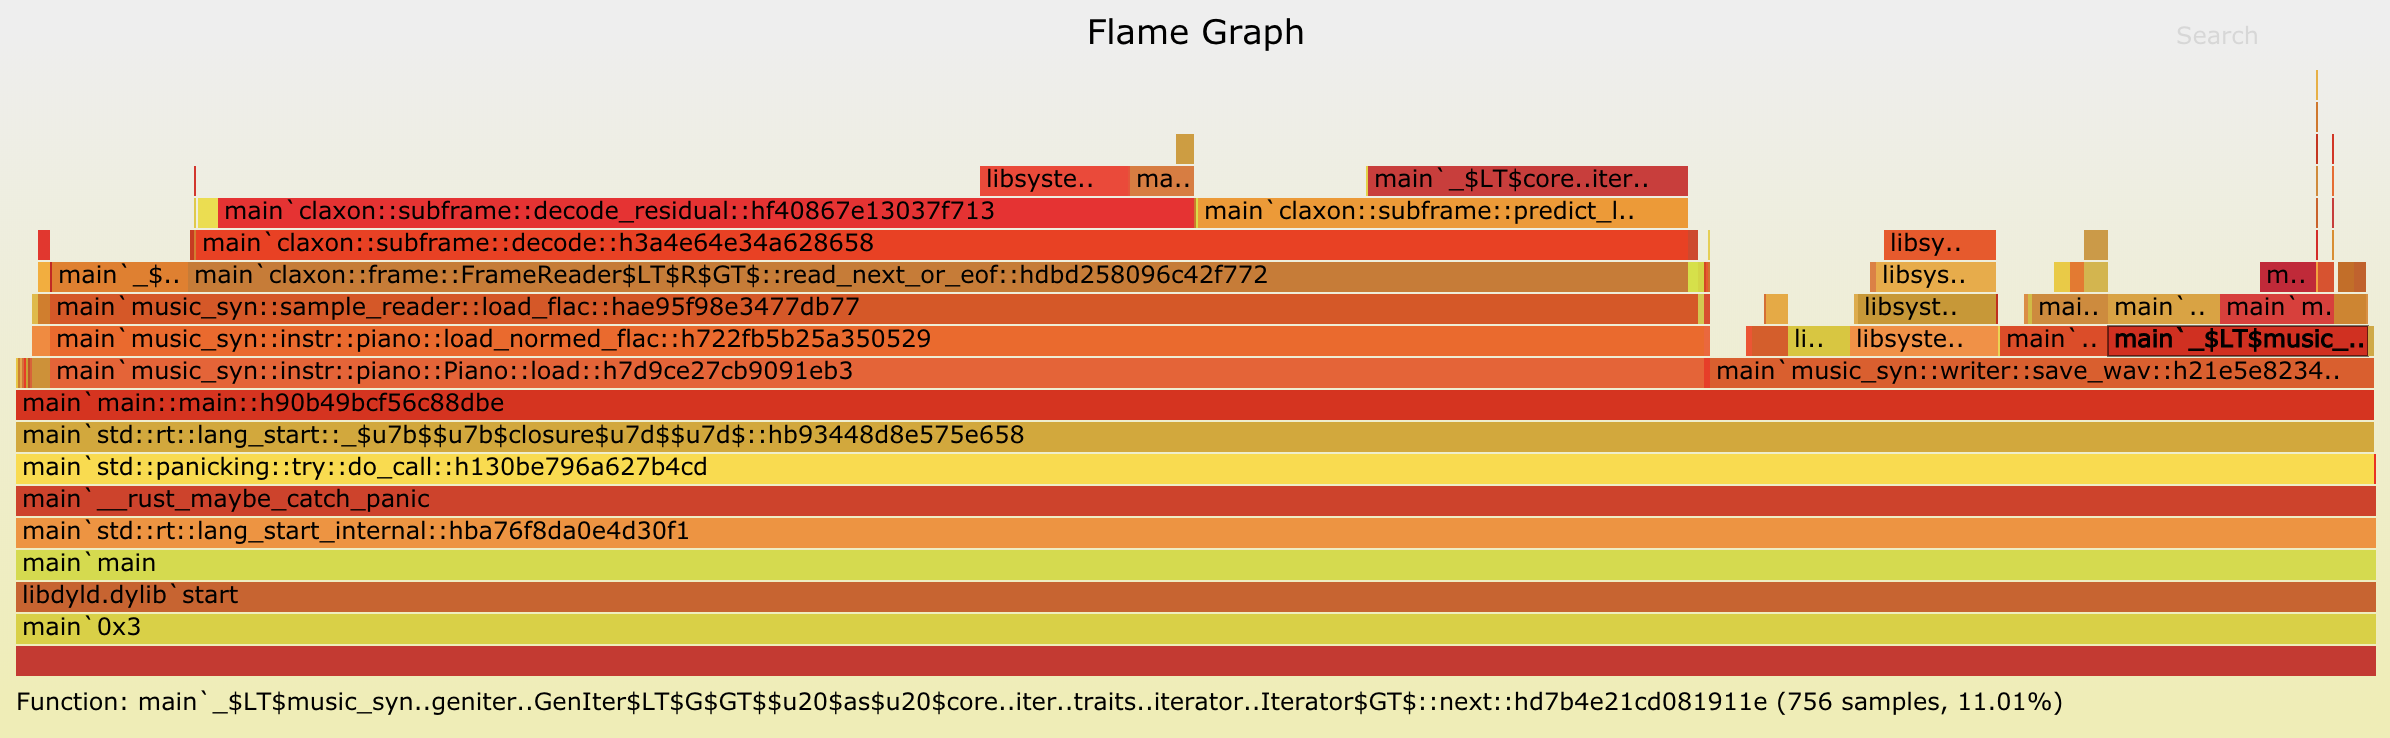 Flame Graph
Search
libsyste.. ma.. main`_$LT$core..iter..
main`claxon::subframe::decode_residual::hf40867e13037f713 main`claxon::subframe::predict_l..
main`claxon::subframe::decode::h3a4e64e34a628658 libsy..
main`_$.. main`claxon::frame::FrameReader$LT$R$GT$::read_next_or_eof::hdbd258096c42f772 libsys.. m..
main`music_syn::sample_reader::load_flac::hae95f98e3477db77 libsyst.. mai.. main`.. main`m..
main`music_syn::instr::piano::load_normed_flac::h722fb5b25a350529 li.. libsyste.. main`.. main`_$LT$music_..
main`music_syn::instr::piano::Piano::load::h7d9ce27cb9091eb3 main`music_syn::writer::save_wav::h21e5e8234..
main`main::main::h90b49bcf56c88dbe
main`std::rt::lang_start::_$u7b$$u7b$closure$u7d$$u7d$::hb93448d8e575e658
main`std::panicking::try::do_call::h130be796a627b4cd
main`__rust_maybe_catch_panic
main`std::rt::lang_start_internal::hba76f8da0e4d30f1
main`main
libdyld.dylib`start
main`0x3
Function: main`_$LT$music_syn..geniter..GenIter$LT$G$GT$$u20$as$u20$core..iter..traits..iterator..Iterator$GT$::next::hd7b4e21cd081911e (756 samples, 11.01%)